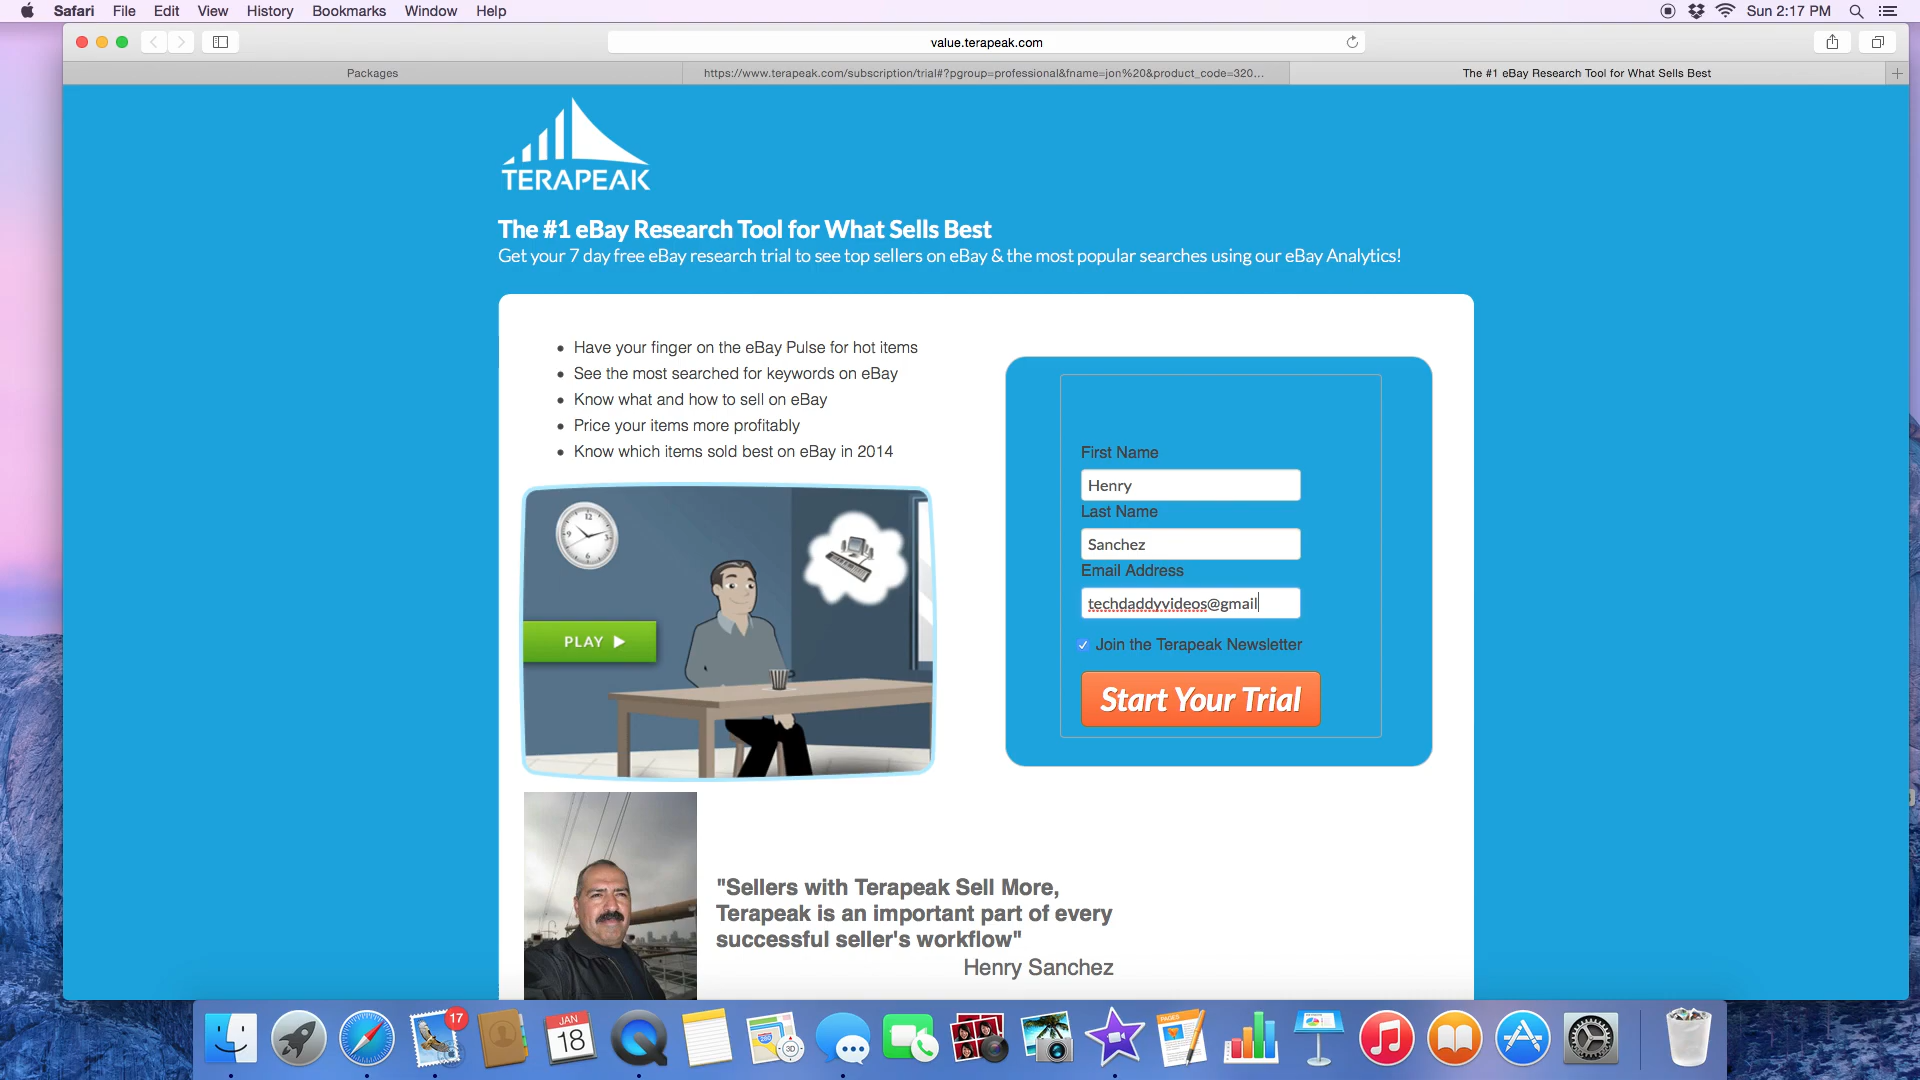 Safari File Edit View History Bookmarks Window Help
Sun 2:17 PM
value.terapeak.com
Packages
https://www.terapeak.com/subscription/trial#?pgroup=professional&fname=jon%20&product_code=320...
The #1 eBay Research Tool for What Sells Best
TERAPEAK
The #1 eBay Research Tool for What Sells Best
Get your 7 day free eBay research trial to see top sellers on eBay & the most popular searches using our eBay Analytics!
Have your finger on the eBay Pulse for hot items
See the most searched for keywords on eBay
Know what and how to sell on eBay
Price your items more profitably
Know which items sold best on eBay in 2014
PLAY
First Name
Henry
Last Name
Sanchez
Email Address
techdaddyvideos@gmail
Join the Terapeak Newsletter
Start Your Trial
"Sellers with Terapeak Sell More,
Terapeak is an important part of every
successful seller's workflow"
Henry Sanchez
17
JAN
18
280
3D
PAGES